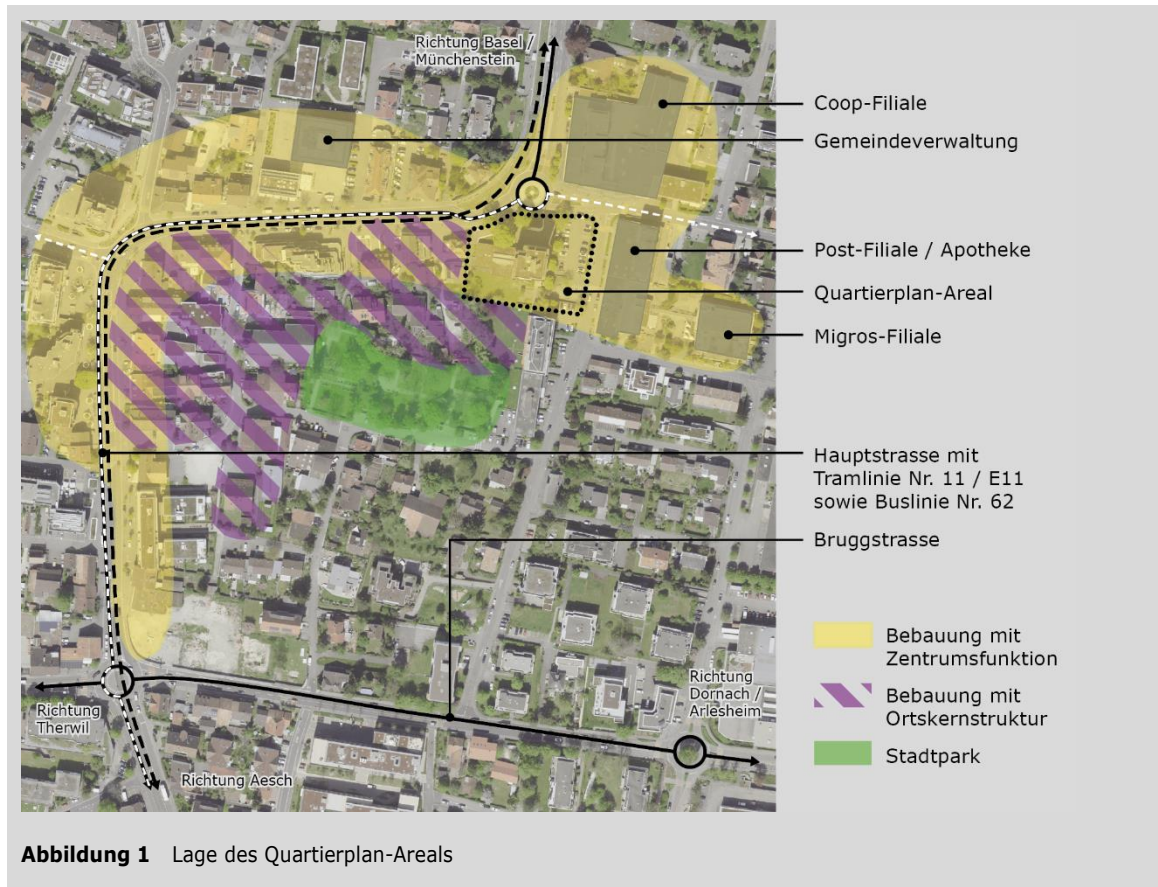 Richtung Basel /
Münchenstein
Coop-Filiale
Gemeindeverwaltung
Post-Filiale / Apotheke
Quartierplan-Areal
Migros-Filiale
Hauptstrasse mit
Tramlinie Nr. 11 / E11
sowie Buslinie Nr. 62
Bruggstrasse
Bebauung mit
Zentrumsfunktion
Bebauung mit
Ortskernstruktur
Stadtpark
Richtung
Dornach /
Arlesheim
Richtung
Therwil
Richtung Aesch
Abbildung 1 Lage des Quartierplan-Areals